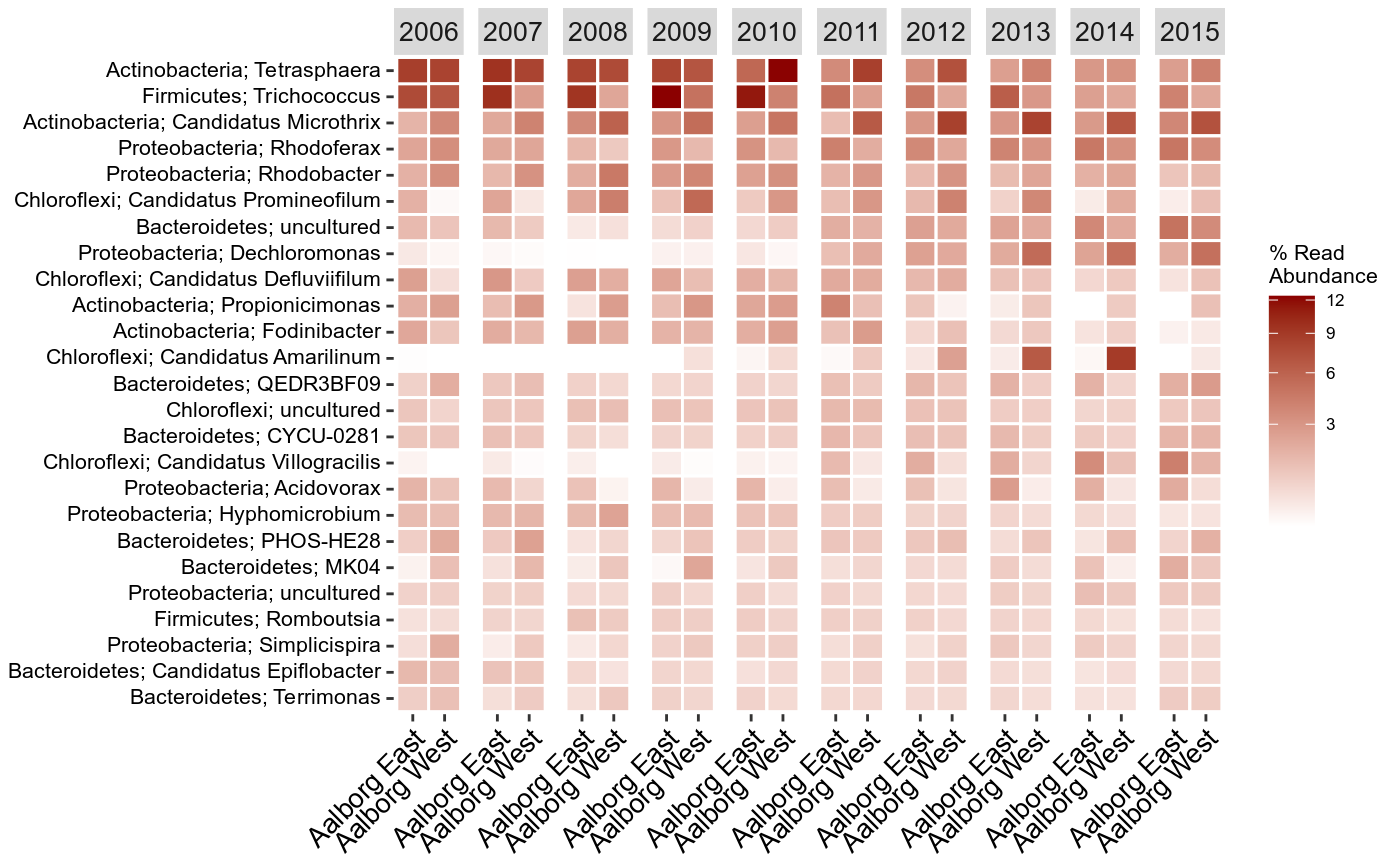 2006 2007 2008 2009 2010 2011 2012 2013 2014 2015
Actinobacteria; Tetrasphaera
Firmicutes; Trichococcus
Actinobacteria; Candidatus Microthrix
Proteobacteria; Rhodoferax
Proteobacteria; Rhodobacter
Chloroflexi; Candidatus Promineofilum
Bacteroidetes; uncultured
Proteobacteria; Dechloromonas
Chloroflexi; Candidatus Defluviifilum
Actinobacteria; Propionicimonas
Actinobacteria; Fodinibacter
Chloroflexi; Candidatus Amarilinum
Bacteroidetes; QEDR3BF09
Chloroflexi; uncultured
Bacteroidetes; CYCU-0281
Chloroflexi; Candidatus Villogracilis
Proteobacteria; Acidovorax
Proteobacteria; Hyphomicrobium
Bacteroidetes; PHOS-HE28
Bacteroidetes; MK04
Proteobacteria; uncultured
Firmicutes; Romboutsia
Proteobacteria; Simplicispira
Bacteroidetes; Candidatus Epiflobacter
Bacteroidetes; Terrimonas
Aalborg East
Aalborg West
Aalborg East
Aalborg West
Aalborg East
Aalborg West
Aalborg East
Aalborg West
Aalborg East
Aalborg West
Aalborg East
Aalborg West
Aalborg East
Aalborg West
Aalborg East
Aalborg West
Aalborg East
Aalborg West
Aalborg East
Aalborg West
% Read
Abundance
12
9
6
3